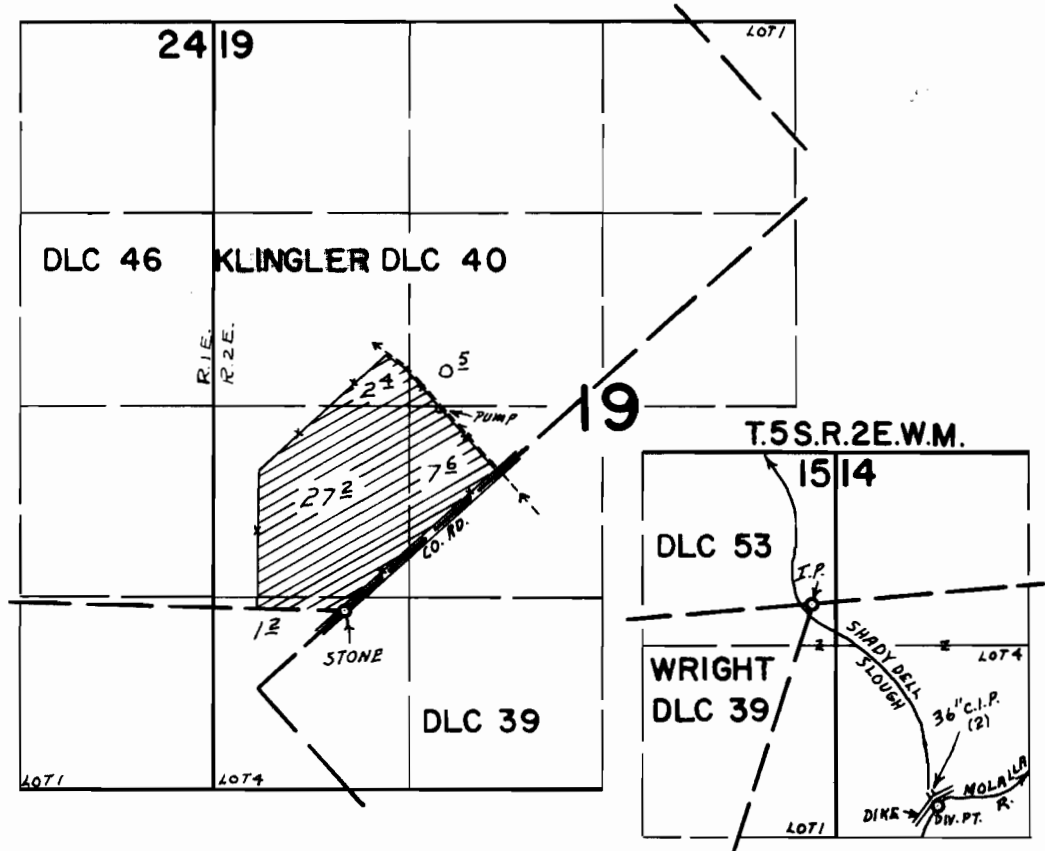 LOT 1
24 19
DLC 46 KLINGLER DLC 40
R.1E.
R.2E.
2 4
0 5
PUMP
19
27 2
7 6
CO. RD.
1 2
STONE
DLC 39
LOT 1
LOT 4
T.5 S.R.2 E.W.M.
15 14
DLC 53
I.P.
SHADY DELL
SLOUGH
LOT 4
WRIGHT
DLC 39
36" C.I.P.
(2)
MOLALLA
R.
DIKE
DIV. PT.
LOT 1